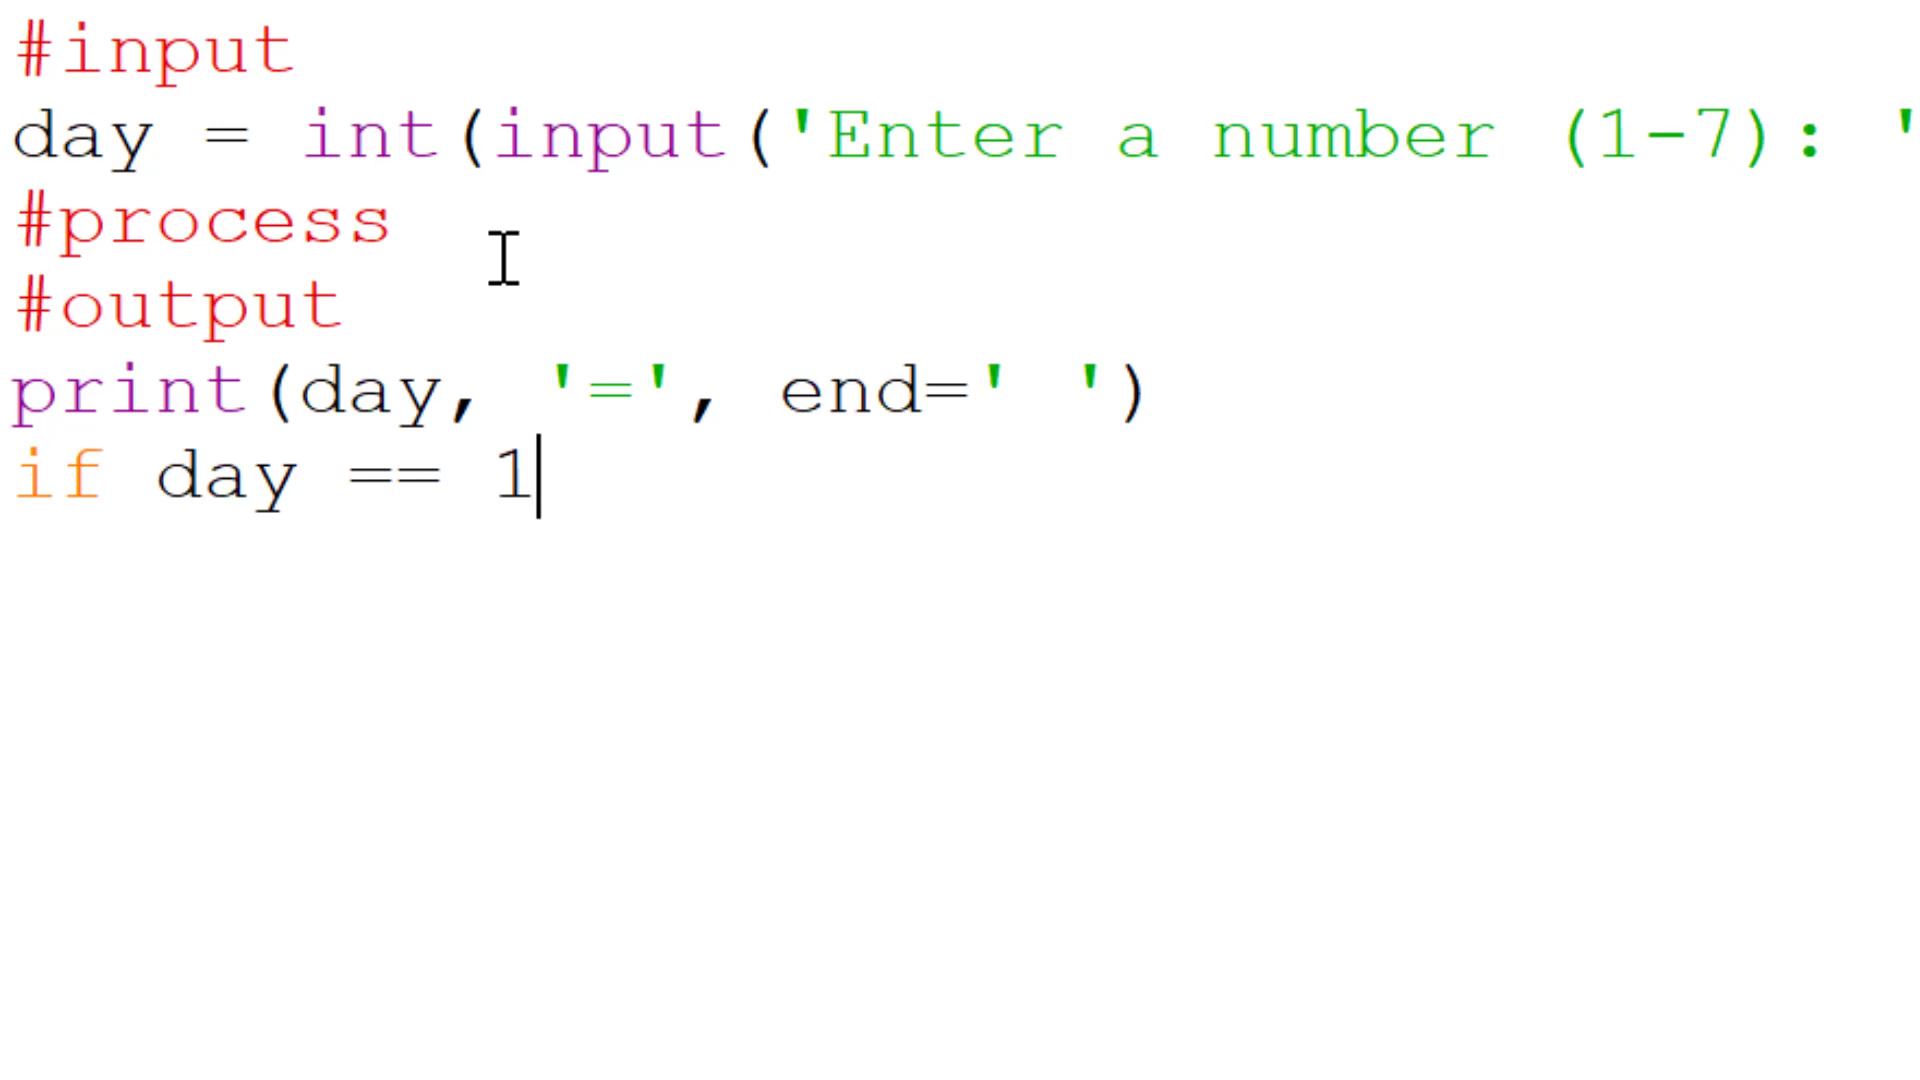 #input
day = int(input('Enter a number (1-7): '
#process
#output
print(day, '=', end=' ')
if day == 1